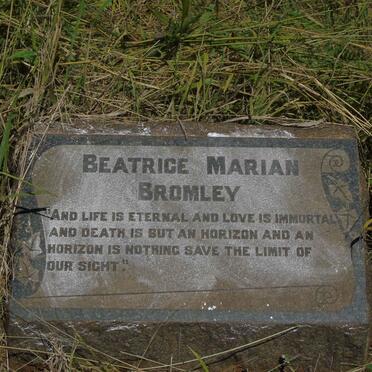 BEATRICE MARIAN
BROMLEY
"AND LIFE IS ETERNAL AND LOVE IS IMMORTAL
AND DEATH IS BUT AN HORIZON AND AN
HORIZON IS NOTHING SAVE THE LIMIT OF
OUR SIGHT."